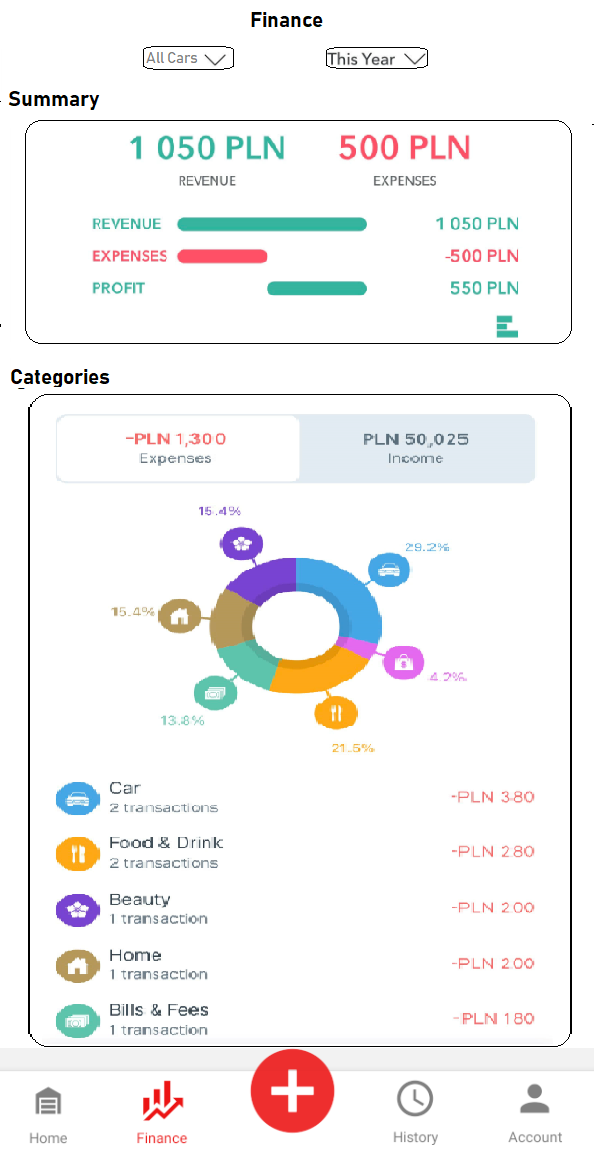 Finance
All Cars
This Year
Summary
1 050 PLN
500 PLN
REVENUE
EXPENSES
REVENUE
1 050 PLN
EXPENSES
-500 PLN
PROFIT
550 PLN
Categories
-PLN 1,300
PLN 50,025
Expenses
Income
15.4%
29.2%
15.4%
4.2%
13.8%
21.5%
Car
-PLN 380
2 transactions
Food & Drink
-PLN 280
2 transactions
Beauty
-PLN 200
1 transaction
Home
-PLN 200
1 transaction
Bills & Fees
-PLN 180
1 transaction
Home
Finance
History
Account